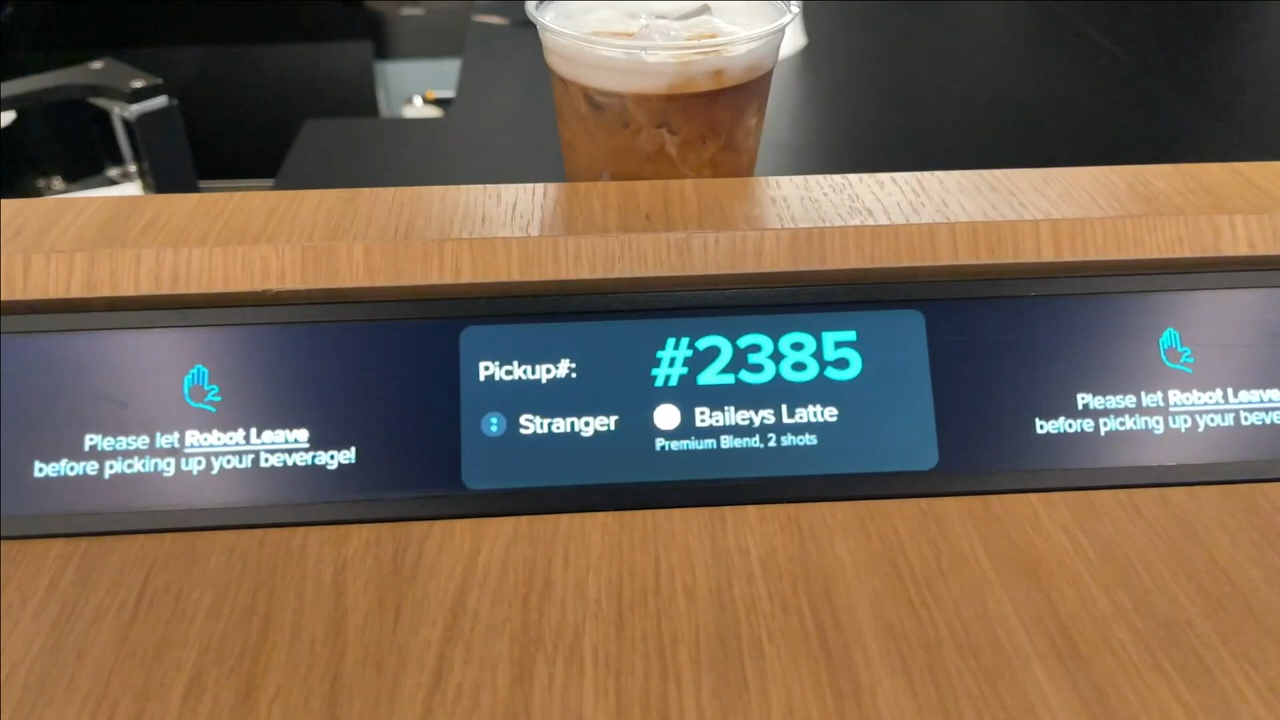 Please let Robot Leave
before picking up your beverage!
Pickup#:
#2385
Stranger
Baileys Latte
Premium Blend, 2 shots
Please let Robot Leave
before picking up your